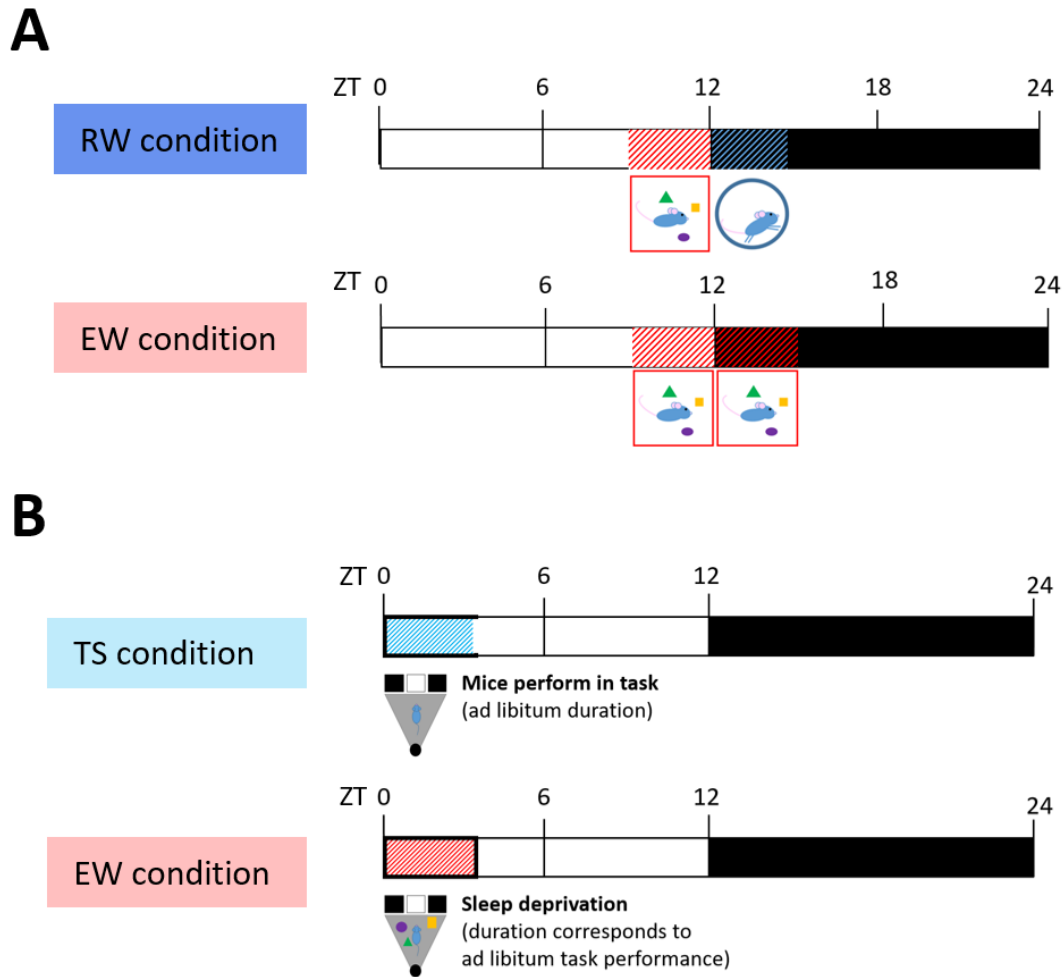 A
ZT 0 6 12 18 24
RW condition
ZT 0 6 12 18 24
EW condition
B
ZT 0 6 12 24
TS condition
Mice perform in task
(ad libitum duration)
ZT 0 6 12 24
EW condition
Sleep deprivation
(duration corresponds to
ad libitum task performance)